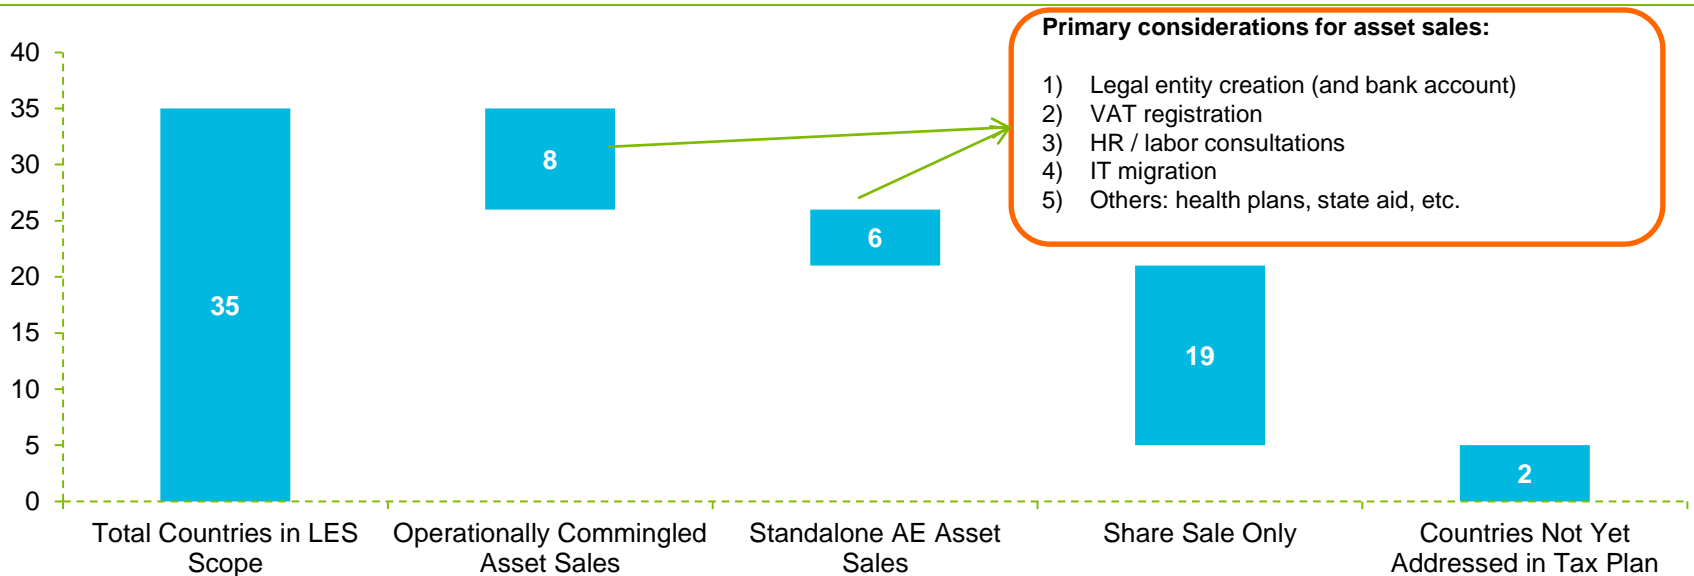 Primary considerations for asset sales:
1) Legal entity creation (and bank account)
2) VAT registration
3) HR / labor consultations
4) IT migration
5) Others: health plans, state aid, etc.
40
35
30
25
20
15
10
5
0
35
8
6
19
2
Total Countries in LES
Scope
Operationally Commingled
Asset Sales
Standalone AE Asset
Sales
Share Sale Only
Countries Not Yet
Addressed in Tax Plan